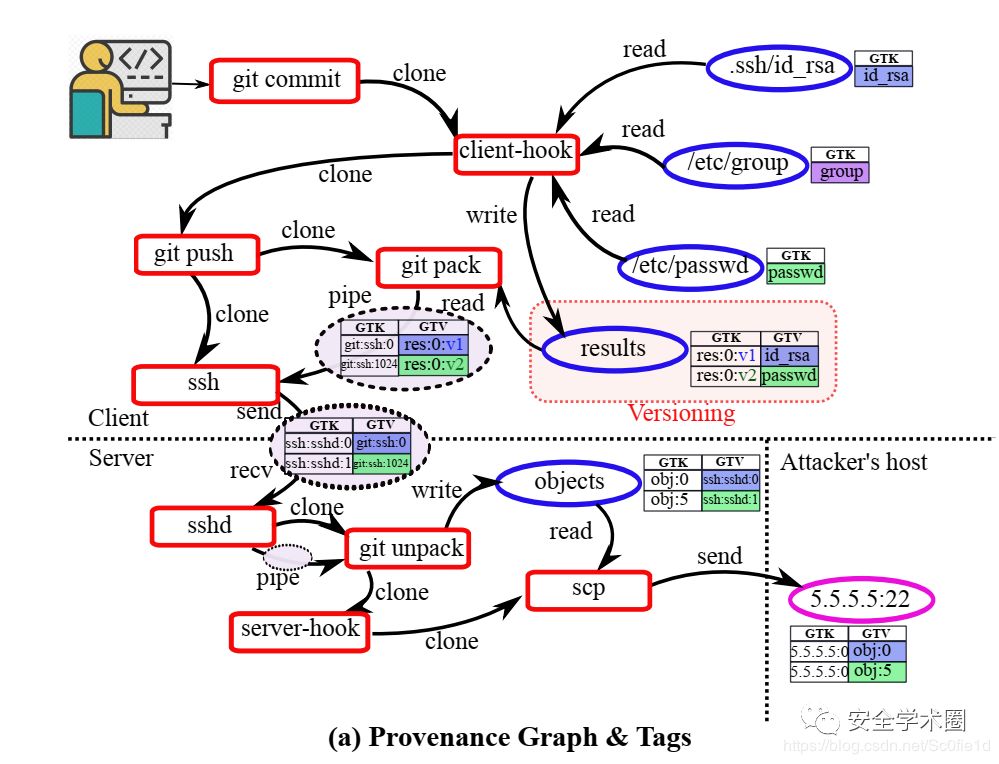 </>
git commit
clone
read
.ssh/id_rsa
GTK
id_rsa
client-hook
read
/etc/group
GTK
group
clone
write
read
/etc/passwd
GTK
passwd
git push
clone
git pack
clone
pipe
read
GTK GTV
git:ssh:0 res:0:v1
git:ssh:1024 res:0:v2
results
GTK GTV
res:0:v1 id_rsa
res:0:v2 passwd
Versioning
ssh
Client
send
Server
GTK GTV
ssh:sshd:0 git:ssh:0
ssh:sshd:1 git:ssh:1024
recv
Attacker's host
write
objects
GTK GTV
obj:0 ssh:sshd:0
obj:5 ssh:sshd:1
sshd
clone
pipe
git unpack
read
clone
scp
send
5.5.5.5:22
GTK GTV
5.5.5.5:0 obj:0
5.5.5.5:0 obj:5
server-hook
clone
(a) Provenance Graph & Tags
安全学术圈
https://blog.csdn.net/Sc0fie1d